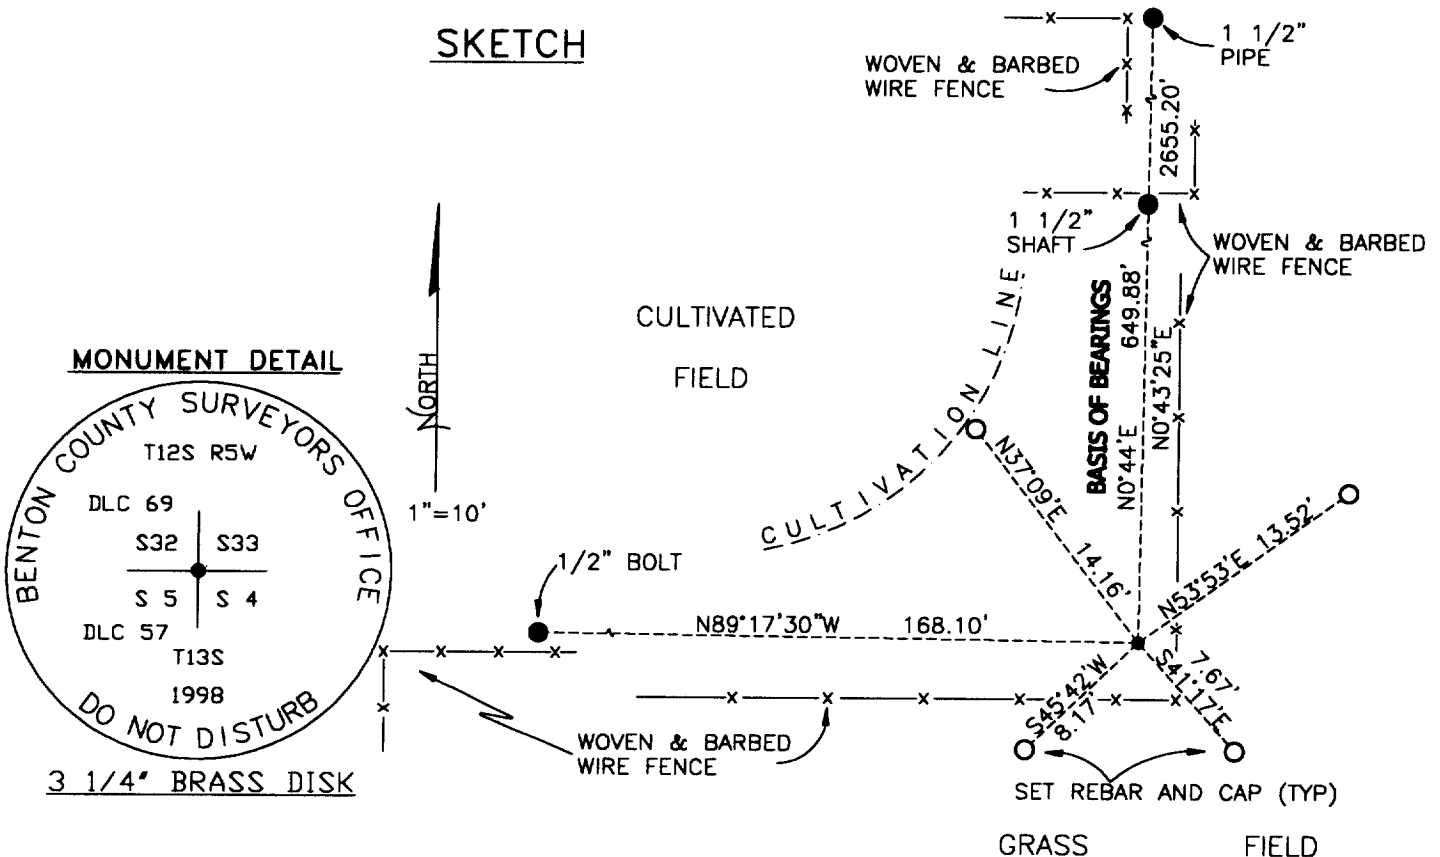 SKETCH
1 1/2"
PIPE
WOVEN & BARBED
WIRE FENCE
2655.20'
1 1/2"
SHAFT
WOVEN & BARBED
WIRE FENCE
CULTIVATED
FIELD
CULTIVATION LINE
BASIS OF BEARINGS
649.88'
N0°44'E
N0°43'25"E
NORTH
1"=10'
MONUMENT DETAIL
BENTON COUNTY SURVEYORS OFFICE
T12S R5W
DLC 69
S32 S33
S 5 S 4
DLC 57
T13S
1998
DO NOT DISTURB
3 1/4" BRASS DISK
1/2" BOLT
N89°17'30"W 168.10'
N37°09'E 14.16'
N53°53'E 13.52'
S45°42'W
8.17'
7.67'
S41°17'E
WOVEN & BARBED
WIRE FENCE
SET REBAR AND CAP (TYP)
GRASS FIELD